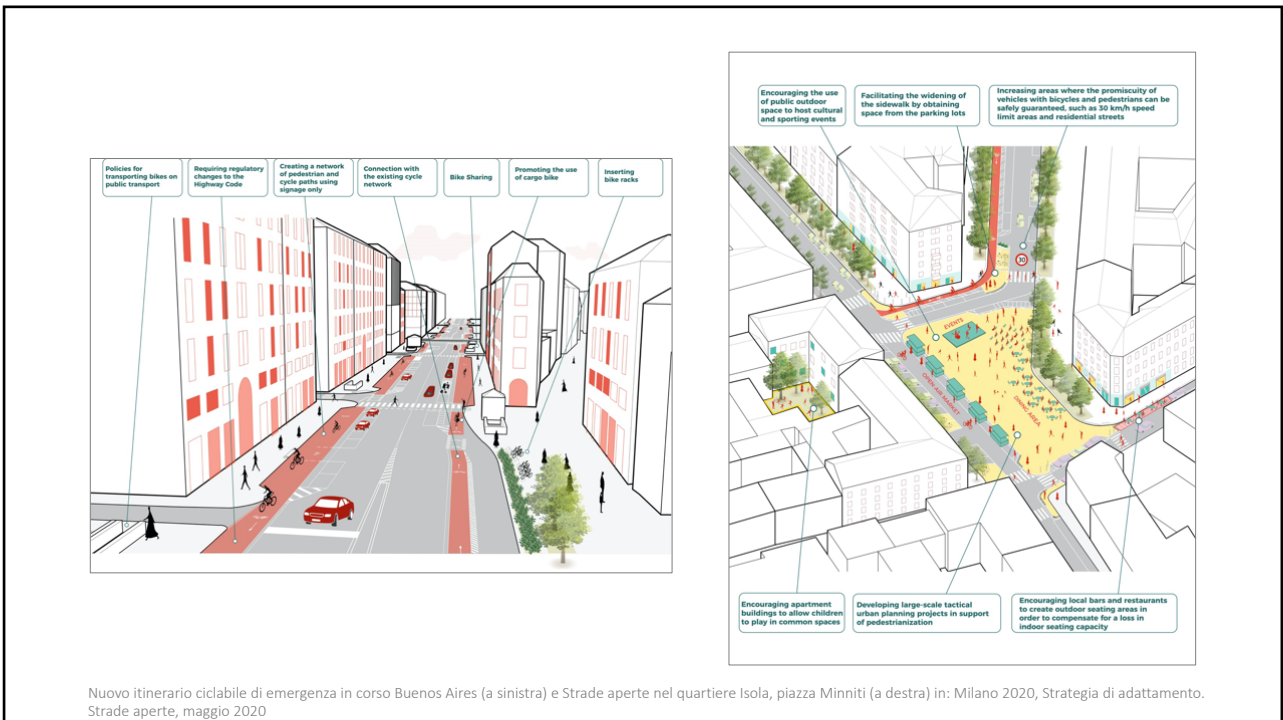 Policies for
transporting bikes on
public transport
Requiring regulatory
changes to the
Highway Code
Creating a network
of pedestrian and
cycle paths using
signage only
Connection with
the existing cycle
network
Bike Sharing
Promoting the use
of cargo bike
Inserting
bike racks
Encouraging the use
of public outdoor
space to host cultural
and sporting events
Facilitating the widening of
the sidewalk by obtaining
space from the parking lots
Increasing areas where the promiscuity of
vehicles with bicycles and pedestrians can be
safely guaranteed, such as 30 km/h speed
limit areas and residential streets
30
EVENTS
OPEN AIR MARKET
DINING AREA
Encouraging apartment
buildings to allow children
to play in common spaces
Developing large-scale tactical
urban planning projects in support
of pedestrianization
Encouraging local bars and restaurants
to create outdoor seating areas in
order to compensate for a loss in
indoor seating capacity
Nuovo itinerario ciclabile di emergenza in corso Buenos Aires (a sinistra) e Strade aperte nel quartiere Isola, piazza Minniti (a destra) in: Milano 2020, Strategia di adattamento.
Strade aperte, maggio 2020